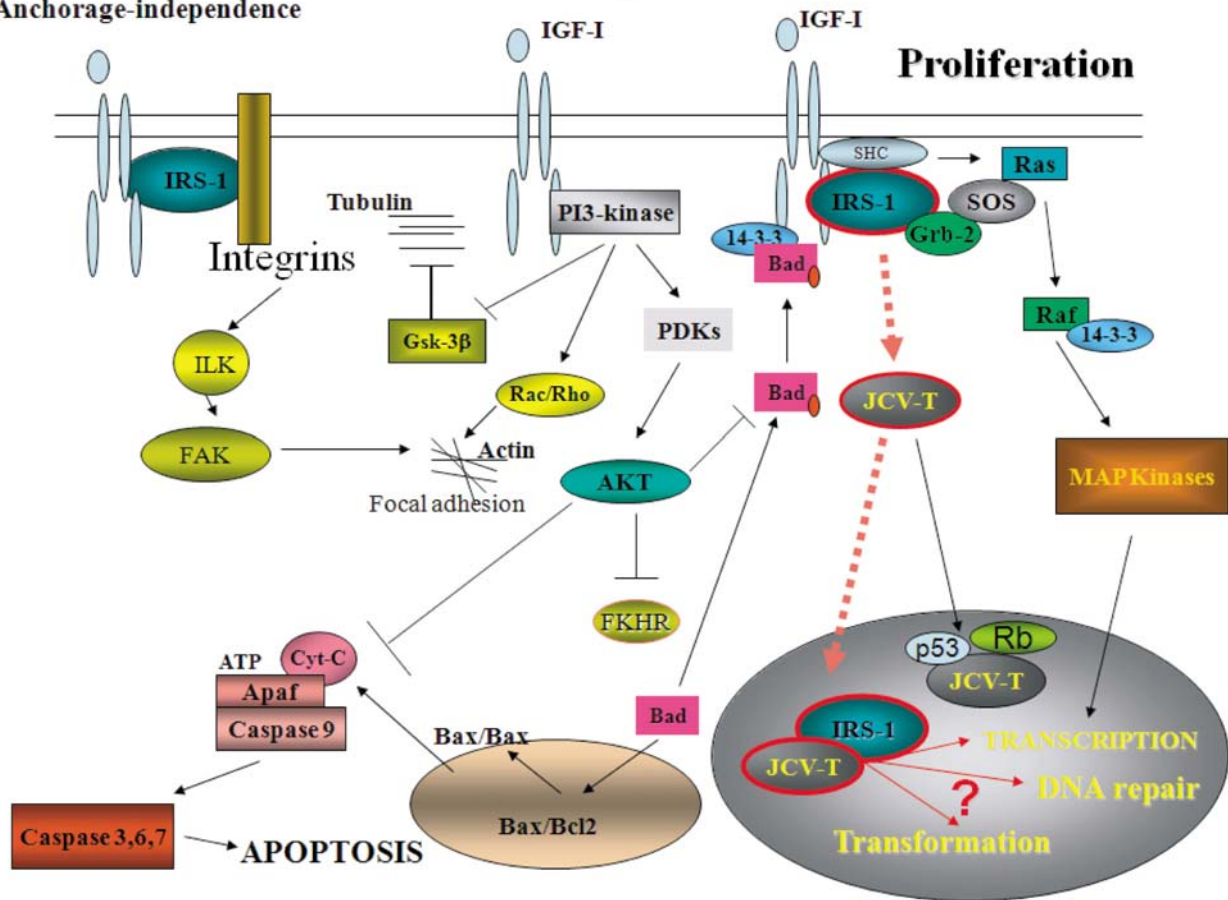 Anchorage-independence
IGF-I
IGF-I
Proliferation
SHC
Ras
IRS-1
IRS-1
SOS
Tubulin
PI3-kinase
14-3-3
Grb-2
Integrins
Bad
Raf
14-3-3
Gsk-3β
PDKs
ILK
Rac/Rho
Bad
JCV-T
FAK
Actin
AKT
MAP Kinases
Focal adhesion
FKHR
p53
Rb
ATP
Cyt-C
JCV-T
Apaf
Caspase 9
Bad
IRS-1
Bax/Bax
TRANSCRIPTION
JCV-T
DNA repair
?
Bax/Bcl2
Caspase 3,6,7
APOPTOSIS
Transformation